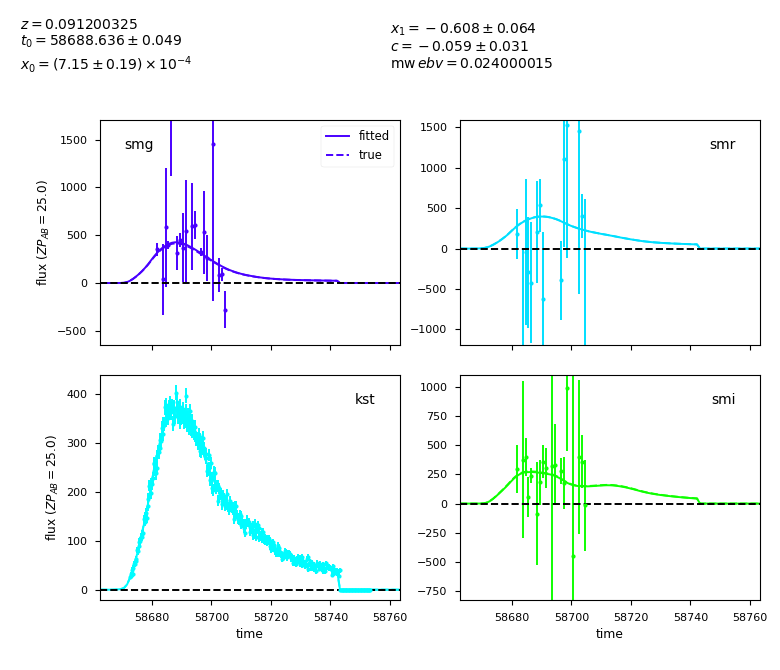 z = 0.091200325
t₀ = 58688.636 ± 0.049
x₀ = (7.15 ± 0.19) × 10⁻⁴
x₁ = −0.608 ± 0.064
c = −0.059 ± 0.031
mw ebv = 0.024000015
smg
fitted
true
1500
1000
500
0
−500
flux (ZP_AB = 25.0)
smr
1500
1000
500
0
−500
−1000
kst
400
300
200
100
0
flux (ZP_AB = 25.0)
58680 58700 58720 58740 58760
time
smi
1000
750
500
250
0
−250
−500
−750
58680 58700 58720 58740 58760
time